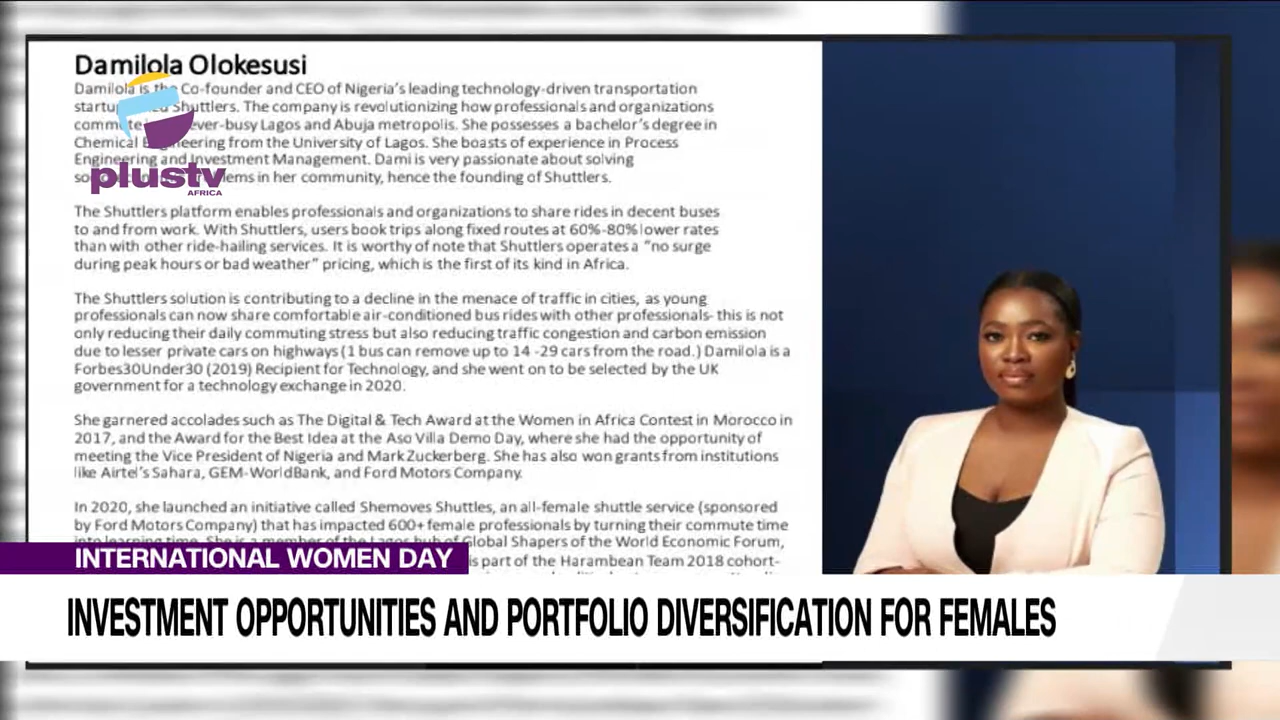 Damilola Olokesusi
Damilola is the Co-founder and CEO of Nigeria's leading technology-driven transportation
startup Shuttlers. The company is revolutionizing how professionals and organizations
ever-busy Lagos and Abuja metropolis. She possesses a bachelor's degree in
Chemical Engineering from the University of Lagos. She boasts of experience in Process
Engineering and Investment Management. Dami is very passionate about solving
in her community, hence the founding of Shuttlers.
plustv
AFRICA
The Shuttlers platform enables professionals and organizations to share rides in decent buses
to and from work. With Shuttlers, users book trips along fixed routes at 60%-80% lower rates
than with other ride-hailing services. It is worthy of note that Shuttlers operates a "no surge
during peak hours or bad weather" pricing, which is the first of its kind in Africa.
The Shuttlers solution is contributing to a decline in the menace of traffic in cities, as young
professionals can now share comfortable air-conditioned bus rides with other professionals- this is not
only reducing their daily commuting stress but also reducing traffic congestion and carbon emission
due to lesser private cars on highways (1 bus can remove up to 14 -29 cars from the road.) Damilola is a
Forbes30Under30 (2019) Recipient for Technology, and she went on to be selected by the UK
government for a technology exchange in 2020.
She garnered accolades such as The Digital & Tech Award at the Women in Africa Contest in Morocco in
2017, and the Award for the Best Idea at the Aso Villa Demo Day, where she had the opportunity of
meeting the Vice President of Nigeria and Mark Zuckerberg. She has also won grants from institutions
like Airtel's Sahara, GEM-WorldBank, and Ford Motors Company.
In 2020, she launched an initiative called Shemoves Shuttles, an all-female shuttle service (sponsored
by Ford Motors Company) that has impacted 600+ female professionals by turning their commute time
into learning time. She is a member of the Lagos hub of Global Shapers of the World Economic Forum,
is part of the Harambean Team 2018 cohort-
INTERNATIONAL WOMEN DAY
INVESTMENT OPPORTUNITIES AND PORTFOLIO DIVERSIFICATION FOR FEMALES